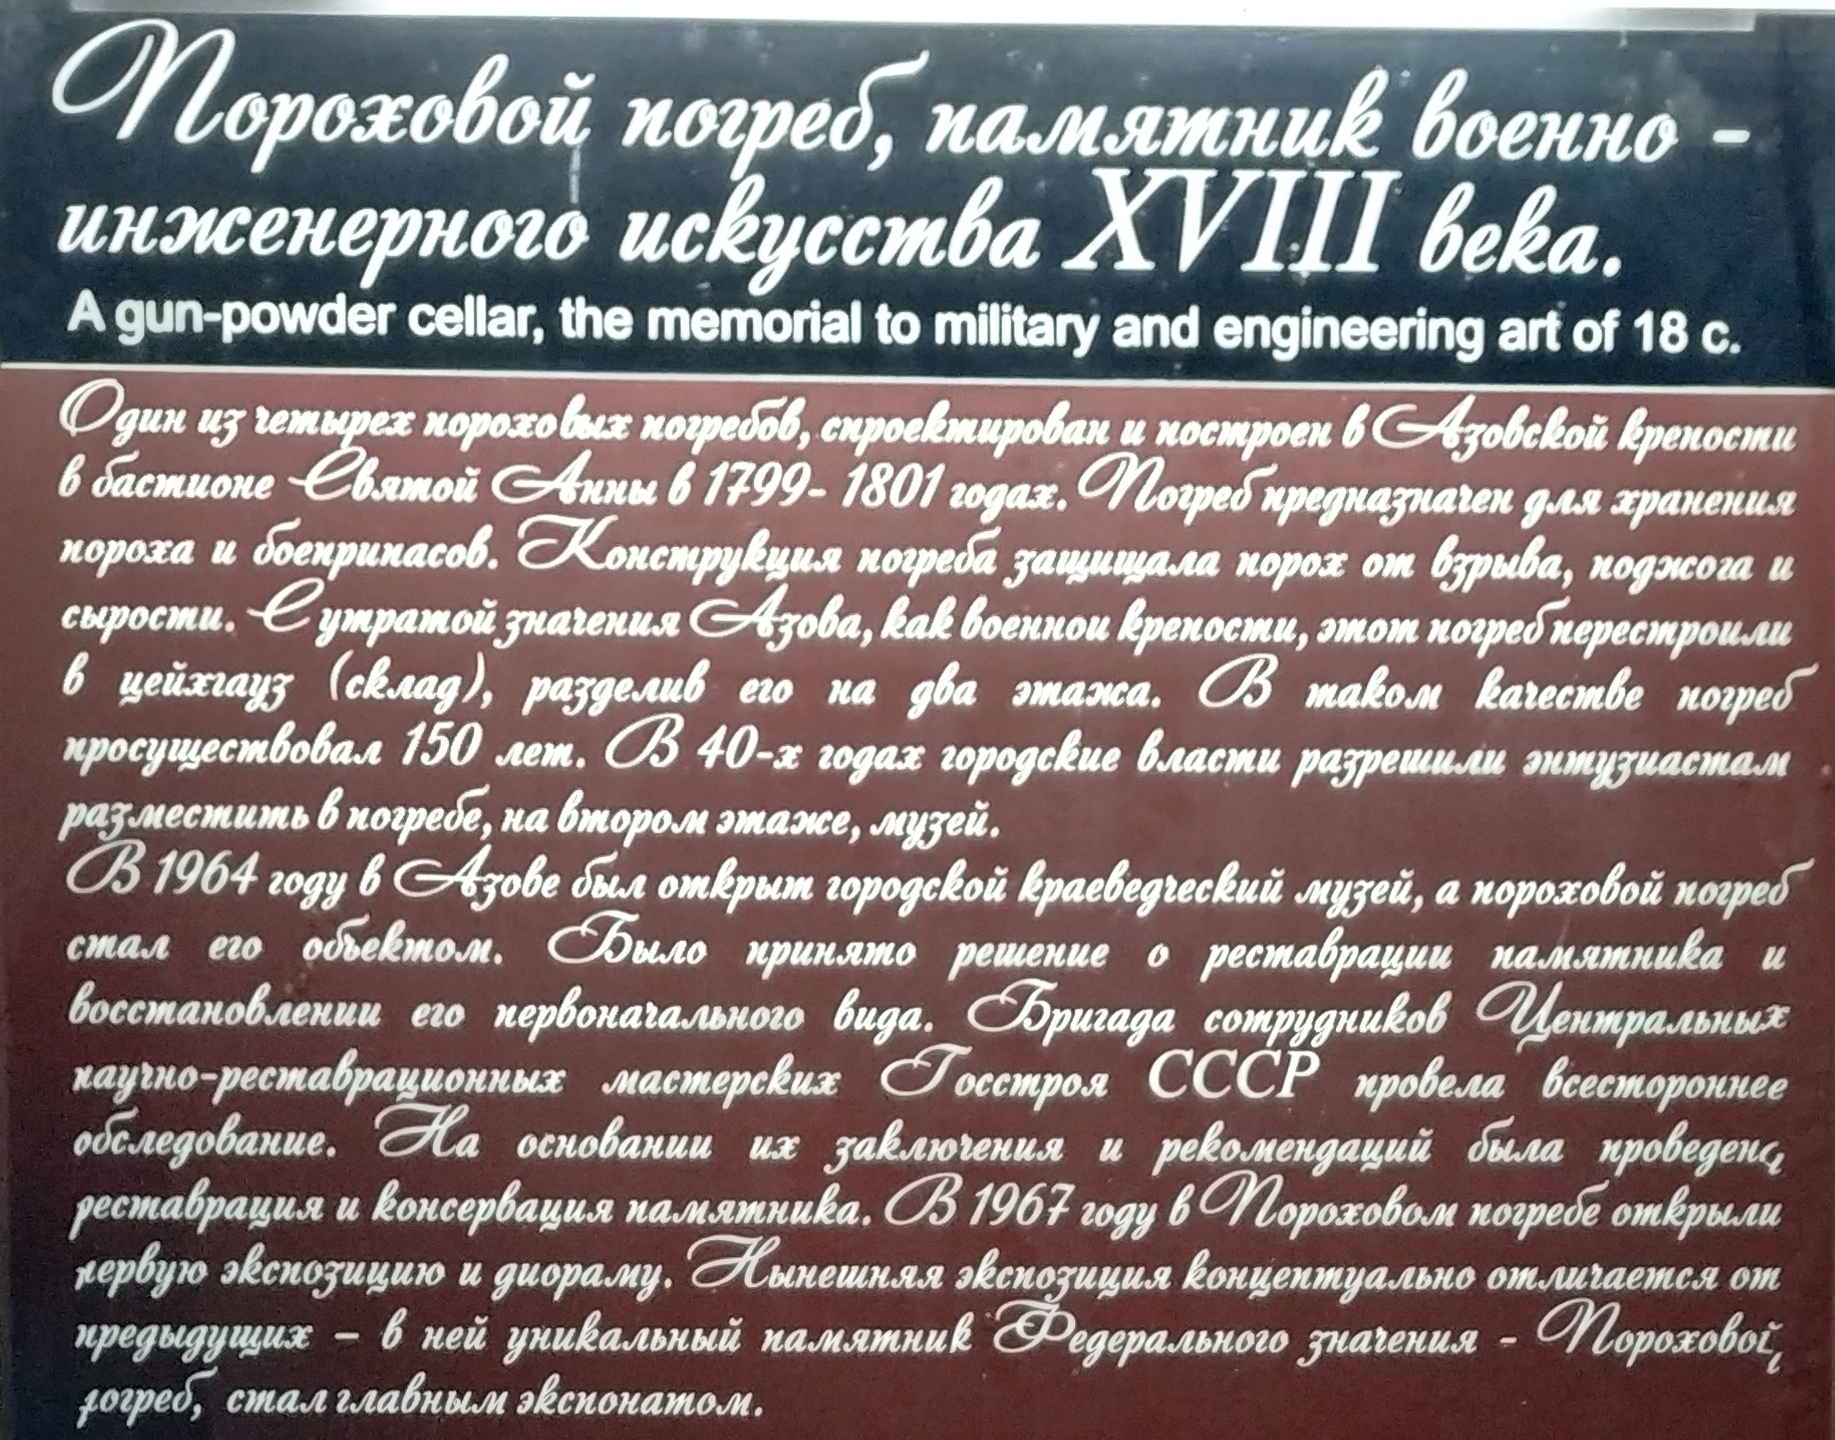 Пороховой погреб, памятник военно -
инженерного искусства XVIII века.
A gun-powder cellar, the memorial to military and engineering art of 18 c.
Один из четырех пороховых погребов, спроектирован и построен в Азовской крепости
в бастионе Святой Анны в 1799- 1801 годах. Погреб предназначен для хранения
пороха и боеприпасов. Конструкция погреба защищала порох от взрыва, поджога и
сырости. С утратой значения Азова, как военной крепости, этот погреб перестроили
в цейхгауз (склад), разделив его на два этажа. В таком качестве погреб
просуществовал 150 лет. В 40-х годах городские власти разрешили энтузиастам
разместить в погребе, на втором этаже, музей.
В 1964 году в Азове был открыт городской краеведческий музей, а пороховой погреб
стал его объектом. Было принято решение о реставрации памятника и
восстановлении его первоначального вида. Бригада сотрудников Центральных
научно-реставрационных мастерских Госстроя СССР провела всестороннее
обследование. На основании их заключения и рекомендаций была проведена
реставрация и консервация памятника. В 1967 году в Пороховом погребе открыли
первую экспозицию и диораму. Нынешняя экспозиция концептуально отличается от
предыдущих – в ней уникальный памятник Федерального значения - Пороховой
погреб, стал главным экспонатом.